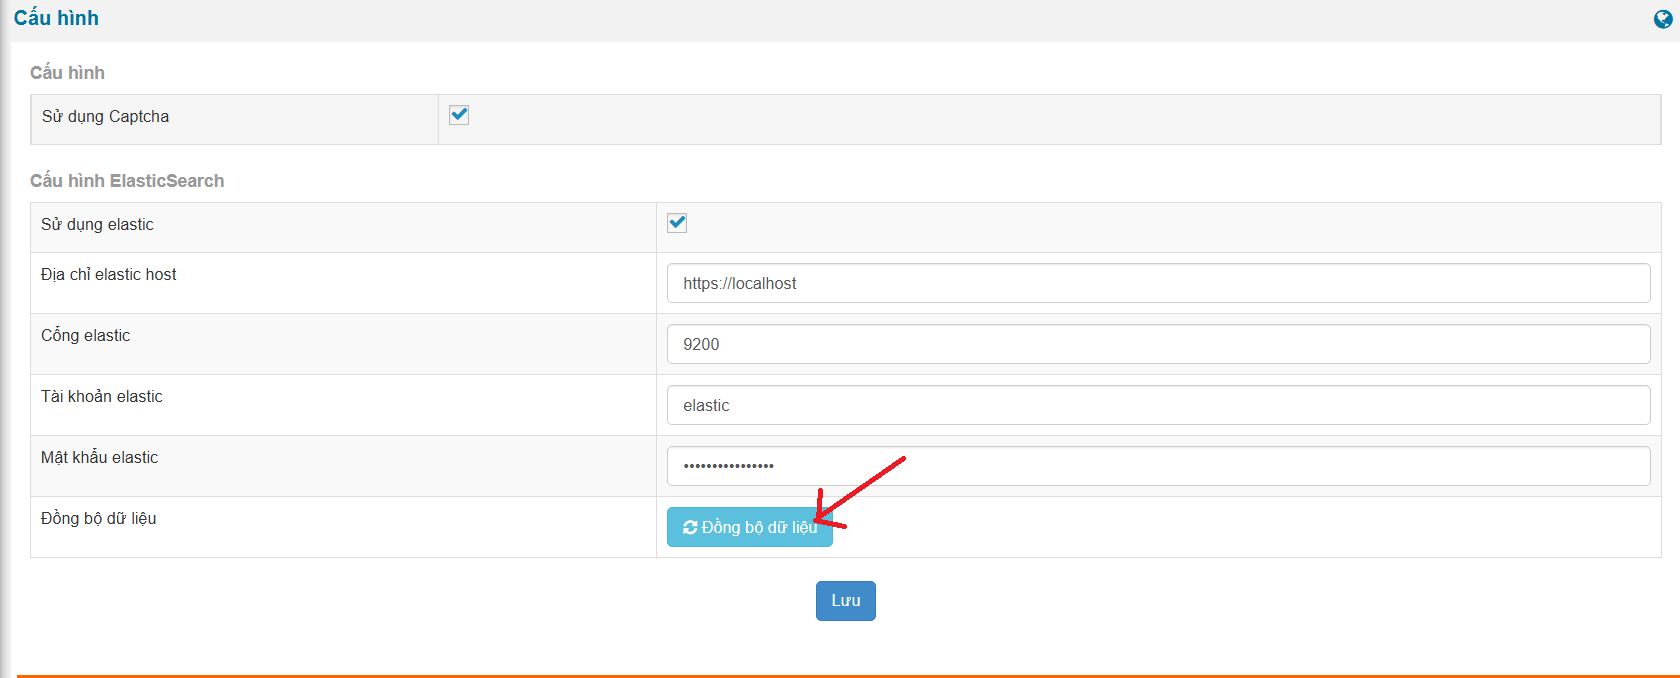 Cấu hình
Cấu hình
Sử dụng Captcha
Cấu hình ElasticSearch
Sử dụng elastic
Địa chỉ elastic host
https://localhost
Cổng elastic
9200
Tài khoản elastic
elastic
Mật khẩu elastic
••••••••••••••••
Đồng bộ dữ liệu
Đồng bộ dữ liệu
Lưu